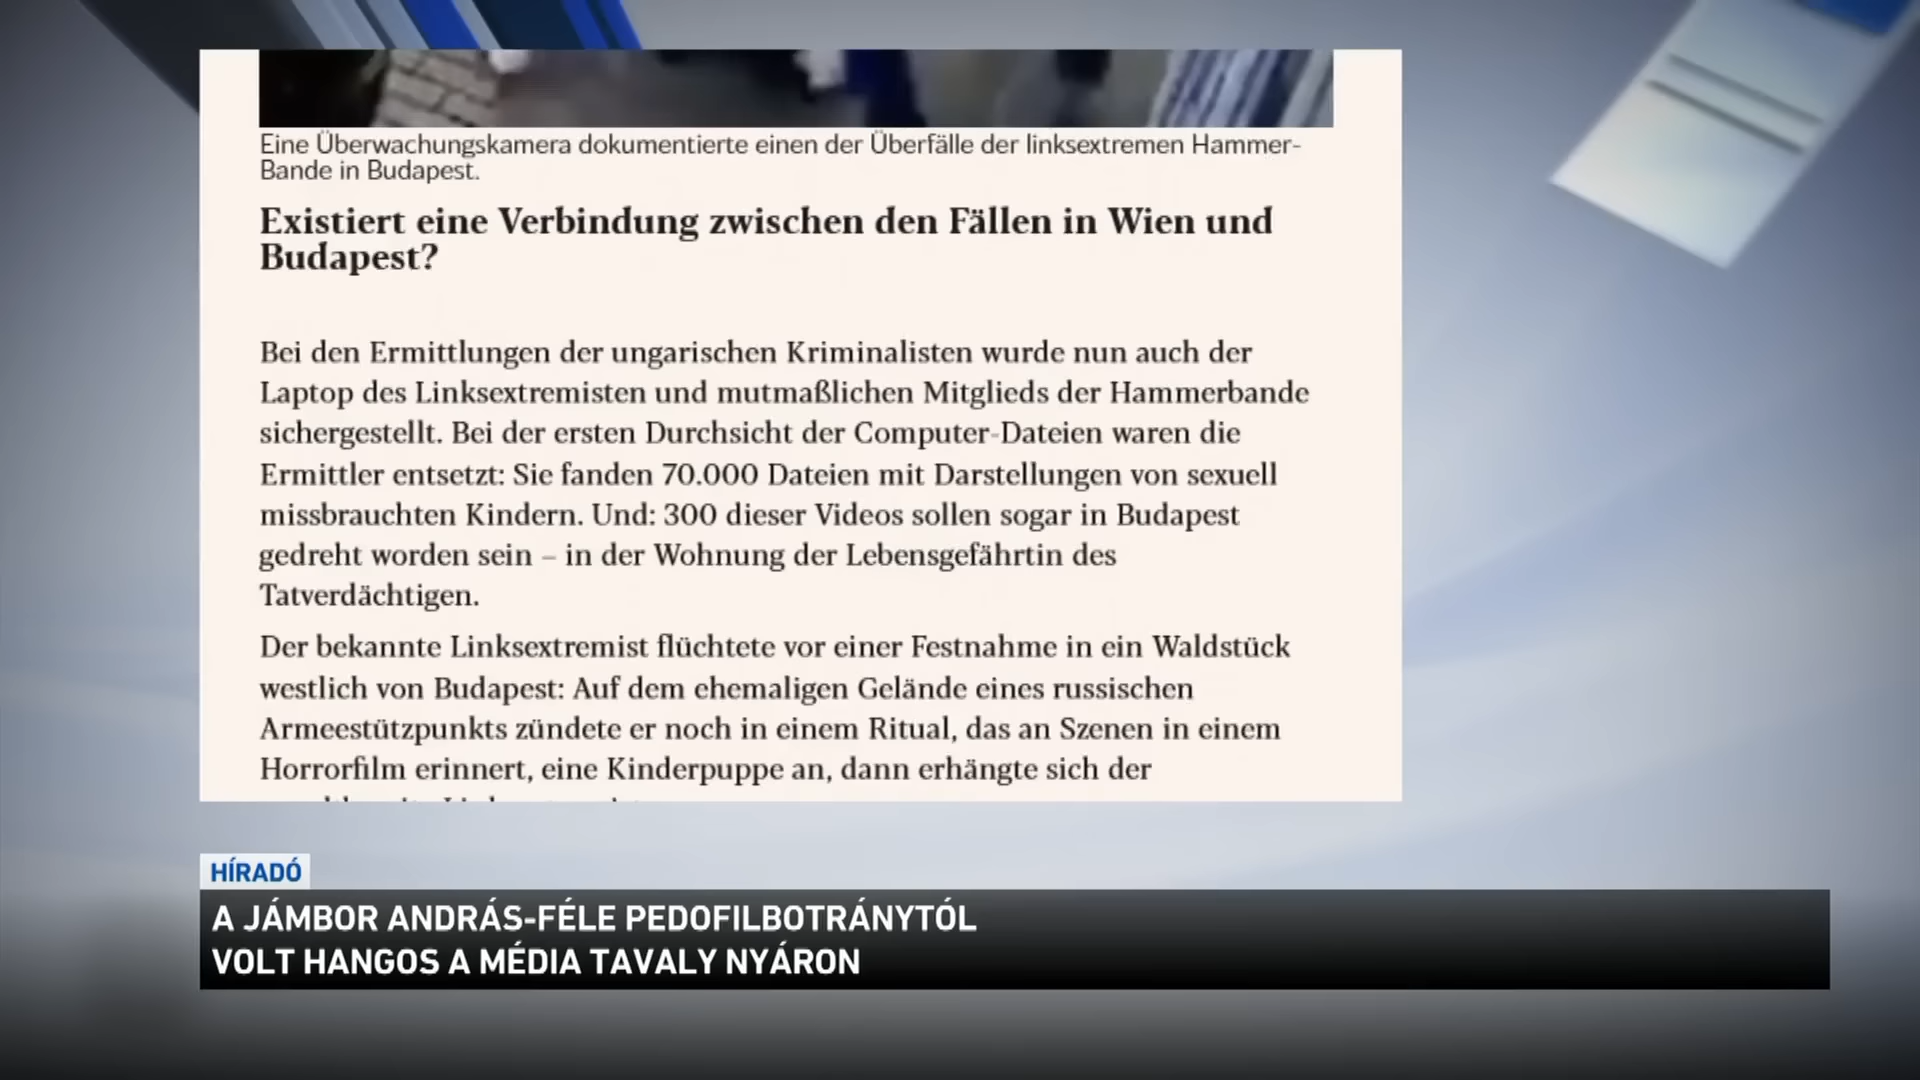 Eine Überwachungskamera dokumentierte einen der Überfälle der linksextremen Hammer-
Bande in Budapest.
Existiert eine Verbindung zwischen den Fällen in Wien und
Budapest?
Bei den Ermittlungen der ungarischen Kriminalisten wurde nun auch der
Laptop des Linksextremisten und mutmaßlichen Mitglieds der Hammerbande
sichergestellt. Bei der ersten Durchsicht der Computer-Dateien waren die
Ermittler entsetzt: Sie fanden 70.000 Dateien mit Darstellungen von sexuell
missbrauchten Kindern. Und: 300 dieser Videos sollen sogar in Budapest
gedreht worden sein – in der Wohnung der Lebensgefährtin des
Tatverdächtigen.
Der bekannte Linksextremist flüchtete vor einer Festnahme in ein Waldstück
westlich von Budapest: Auf dem ehemaligen Gelände eines russischen
Armeestützpunkts zündete er noch in einem Ritual, das an Szenen in einem
Horrorfilm erinnert, eine Kinderpuppe an, dann erhängte sich der
HÍRADÓ
A JÁMBOR ANDRÁS-FÉLE PEDOFILBOTRÁNYTÓL
VOLT HANGOS A MÉDIA TAVALY NYÁRON